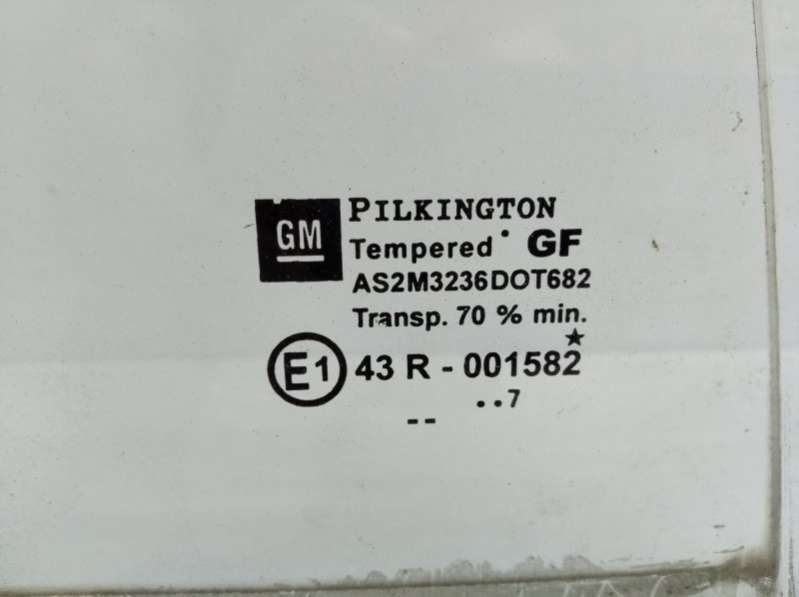 GM
PILKINGTON
Tempered • GF
AS2M3236DOT682
Transp. 70 % min.
E1 43 R - 001582★
..7
--